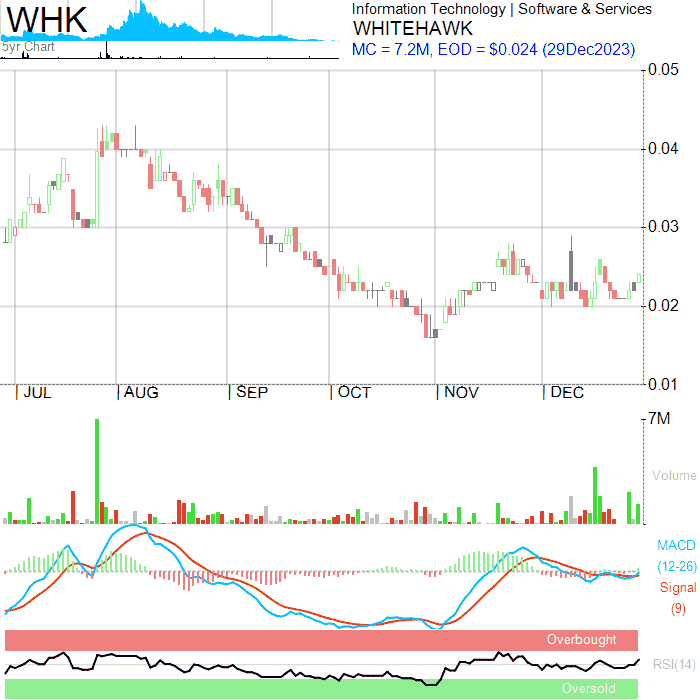 WHK
5yr Chart
Information Technology | Software & Services
WHITEHAWK
MC = 7.2M, EOD = $0.024 (29Dec2023)
0.05
0.04
0.03
0.02
0.01
JUL AUG SEP OCT NOV DEC
7M
Volume
MACD
(12-26)
Signal
(9)
Overbought
RSI(14)
Oversold